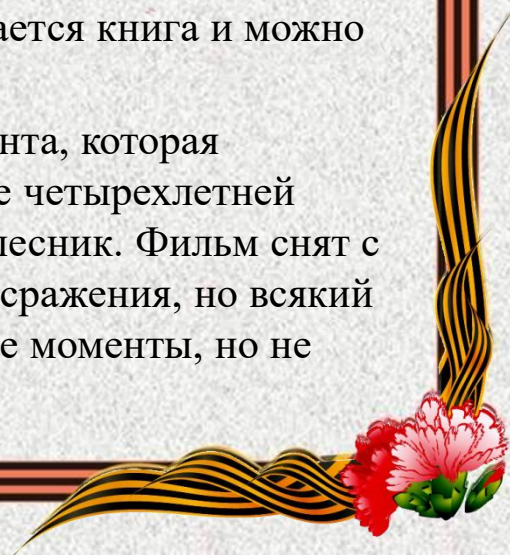 ается книга и можно
нта, которая
е четырехлетней
лесник. Фильм снят с
сражения, но всякий
е моменты, но не